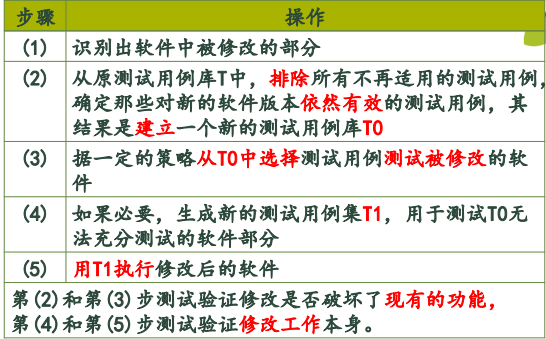 步骤 操作
(1) 识别出软件中被修改的部分
(2) 从原测试用例库T中，排除所有不再适用的测试用例，
确定那些对新的软件版本依然有效的测试用例，其
结果是建立一个新的测试用例库T0
(3) 据一定的策略从T0中选择测试用例测试被修改的软
件
(4) 如果必要，生成新的测试用例集T1，用于测试T0无
法充分测试的软件部分
(5) 用T1执行修改后的软件
第(2)和第(3)步测试验证修改是否破坏了现有的功能，
第(4)和第(5)步测试验证修改工作本身。